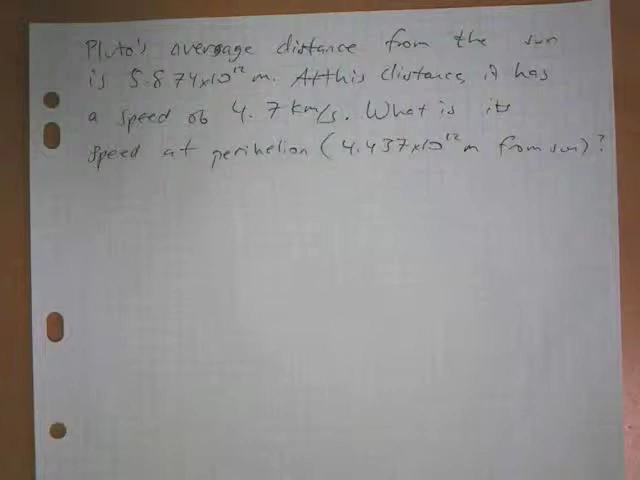 Pluto's avergage distance from the sun
is 5.874x10¹² m. At this distance, it has
a speed of 4.7 km/s. What is its
speed at perihelion (4.437x10¹² m from sun)?